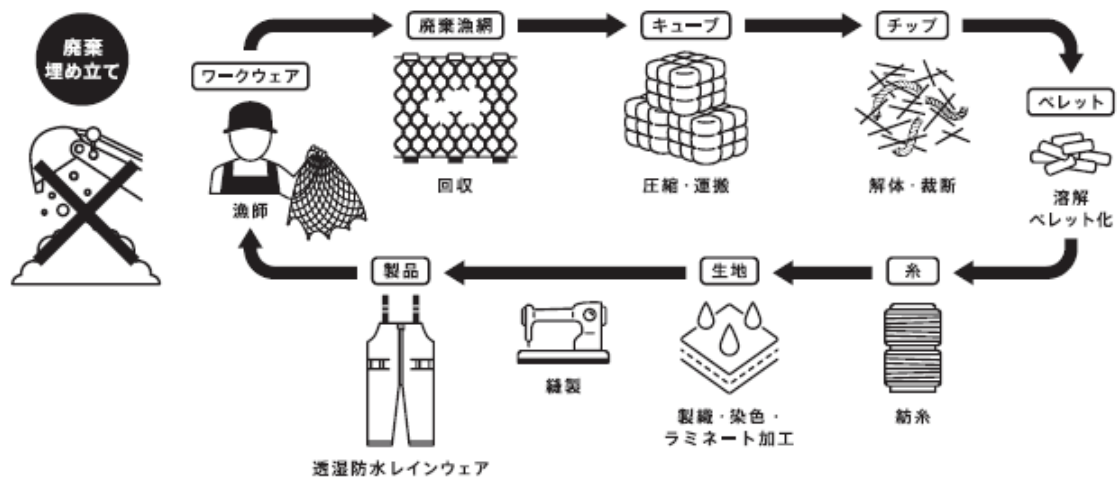 廃棄
埋め立て
ワークウェア
漁師
廃棄漁網
回収
キューブ
圧縮・運搬
チップ
解体・裁断
ペレット
溶解
ペレット化
糸
紡糸
生地
製織・染色・
ラミネート加工
縫製
製品
透湿防水レインウェア